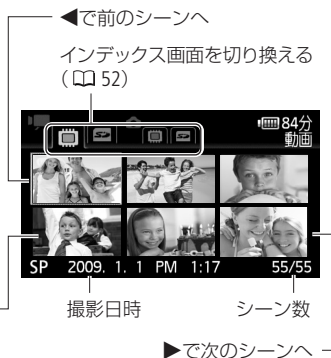 ◀で前のシーンへ
インデックス画面を切り換える
(📖 52)
84分
動画
SP 2009. 1. 1 PM 1:17 55/55
撮影日時 シーン数
▶で次のシーンへ